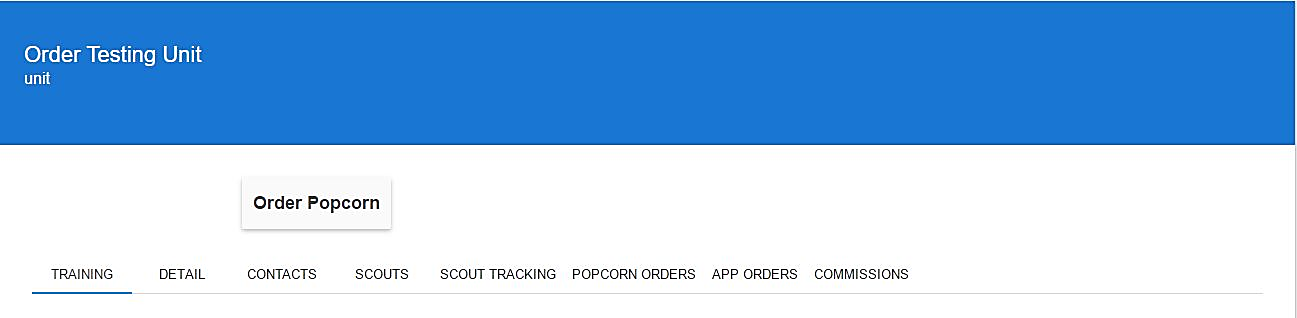 Order Testing Unit
unit
Order Popcorn
TRAINING DETAIL CONTACTS SCOUTS SCOUT TRACKING POPCORN ORDERS APP ORDERS COMMISSIONS